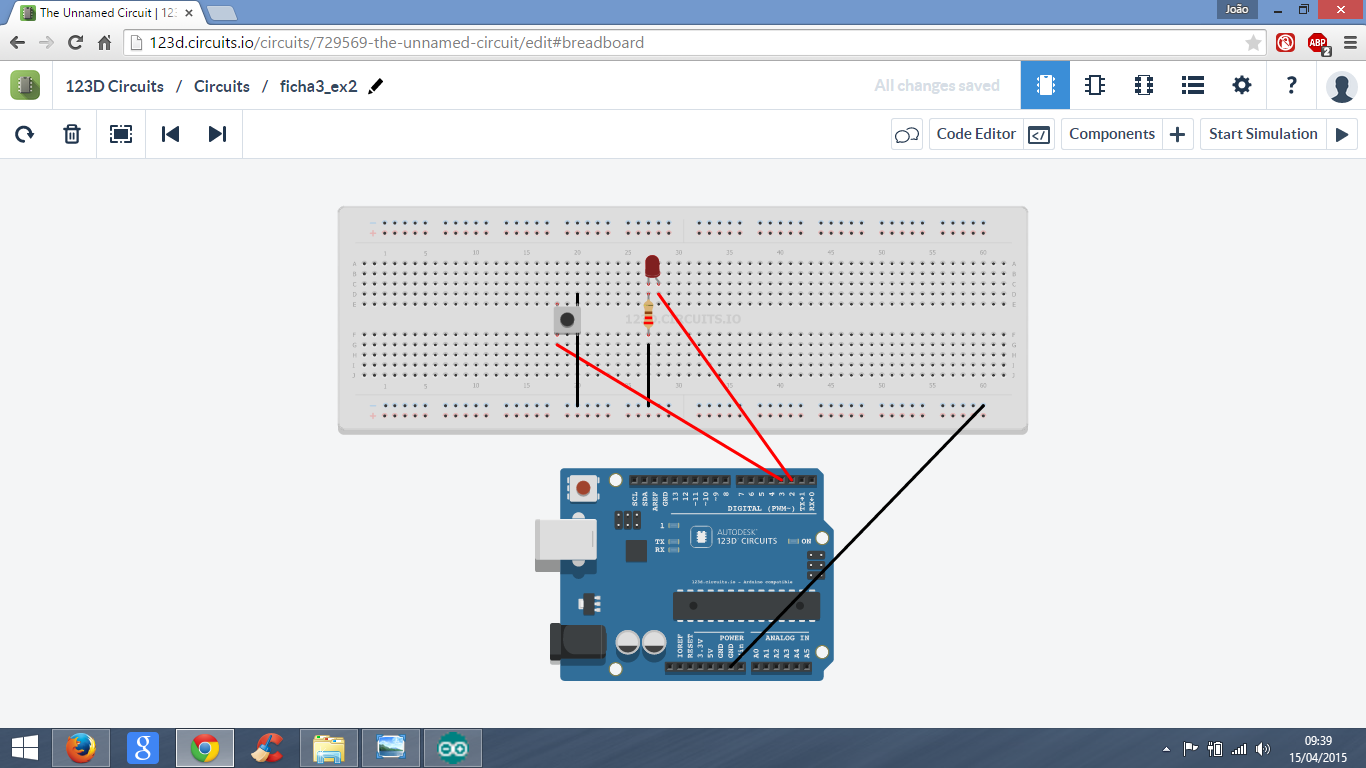 The Unnamed Circuit | 123
João
123d.circuits.io/circuits/729569-the-unnamed-circuit/edit#breadboard
ABP
2
123D Circuits / Circuits / ficha3_ex2
All changes saved
?
Code Editor
Components
Start Simulation
1 5 10 15 20 25 30 35 40 45 50 55 60
A A
B B
C C
D D
E E
123D.CIRCUITS.IO
F F
G G
H H
I I
J J
1 5 10 15 20 25 30 35 40 45 50 55 60
SCL SDA AREF GND 13 12 ~11 ~10 ~9 8 7 6 5 4 3 2 TX→1 RX←0
DIGITAL (PWM~)
1
TX
RX
AUTODESK
123D CIRCUITS
ON
123d-circuits.io - Arduino compatible
POWER ANALOG IN
IOREF RESET 3.3V 5V GND GND Vin A0 A1 A2 A3 A4 A5
09:39
15/04/2015